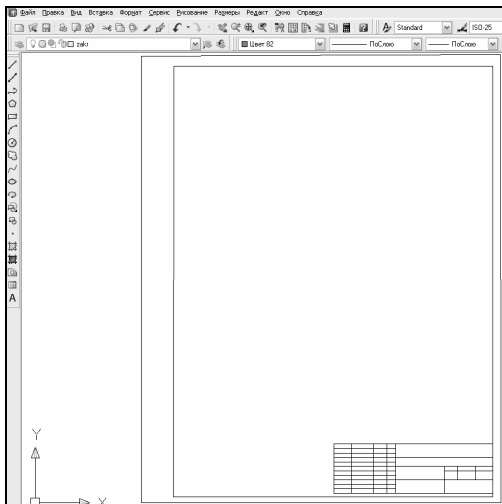 Файл Правка Вид Вставка Формат Сервис Рисование Размеры Редакт Окно Справка
Standard ISO-25
zakr Цвет 82 ПоСлою ПоСлою
A
Y
X